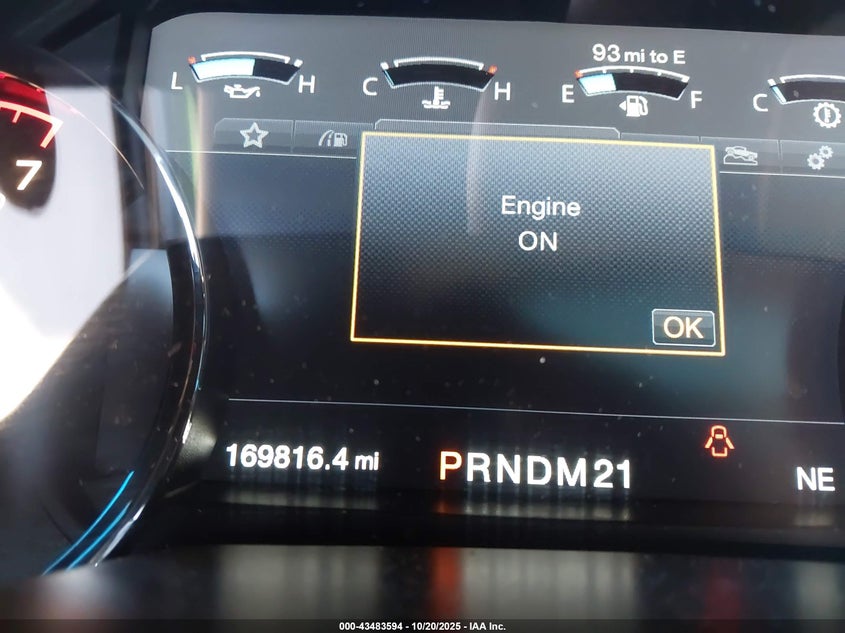 93 mi to E
L H C H E F C
7
Engine
ON
OK
169816.4 mi PRNDM21 NE
000-43483594 - 10/20/2025 - IAA Inc.